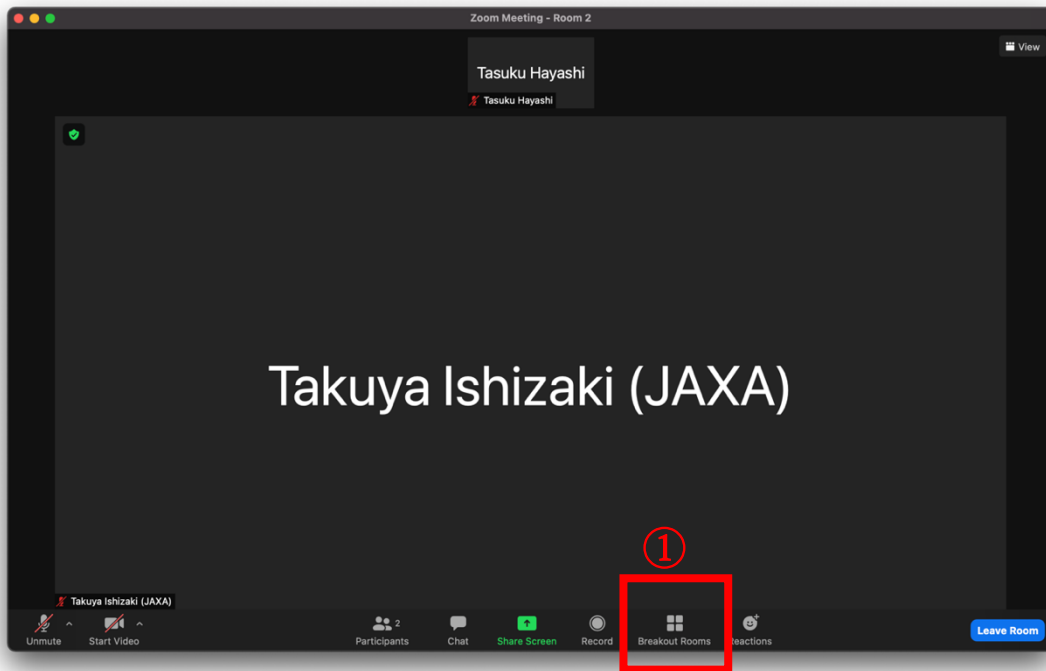 Zoom Meeting - Room 2
View
Tasuku Hayashi
Tasuku Hayashi
Takuya Ishizaki (JAXA)
①
Takuya Ishizaki (JAXA)
Unmute
Start Video
2
Participants
Chat
Share Screen
Record
Breakout Rooms
Reactions
Leave Room